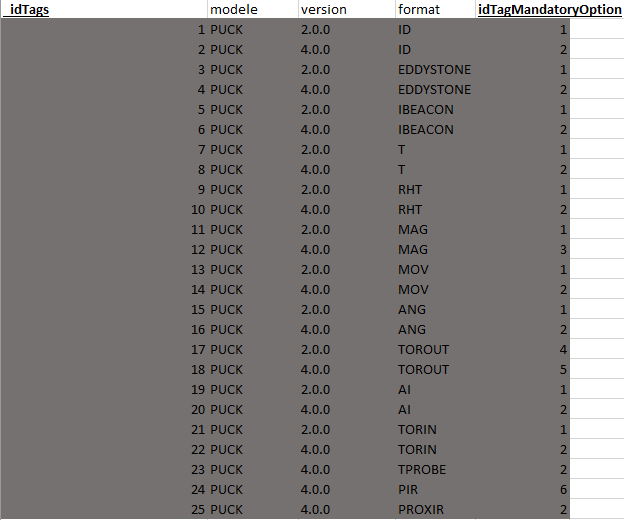 idTags modele version format idTagMandatoryOption
1 PUCK 2.0.0 ID 1
2 PUCK 4.0.0 ID 2
3 PUCK 2.0.0 EDDYSTONE 1
4 PUCK 4.0.0 EDDYSTONE 2
5 PUCK 2.0.0 IBEACON 1
6 PUCK 4.0.0 IBEACON 2
7 PUCK 2.0.0 T 1
8 PUCK 4.0.0 T 2
9 PUCK 2.0.0 RHT 1
10 PUCK 4.0.0 RHT 2
11 PUCK 2.0.0 MAG 1
12 PUCK 4.0.0 MAG 3
13 PUCK 2.0.0 MOV 1
14 PUCK 4.0.0 MOV 2
15 PUCK 2.0.0 ANG 1
16 PUCK 4.0.0 ANG 2
17 PUCK 2.0.0 TOROUT 4
18 PUCK 4.0.0 TOROUT 5
19 PUCK 2.0.0 AI 1
20 PUCK 4.0.0 AI 2
21 PUCK 2.0.0 TORIN 1
22 PUCK 4.0.0 TORIN 2
23 PUCK 4.0.0 TPROBE 2
24 PUCK 4.0.0 PIR 6
25 PUCK 4.0.0 PROXIR 2